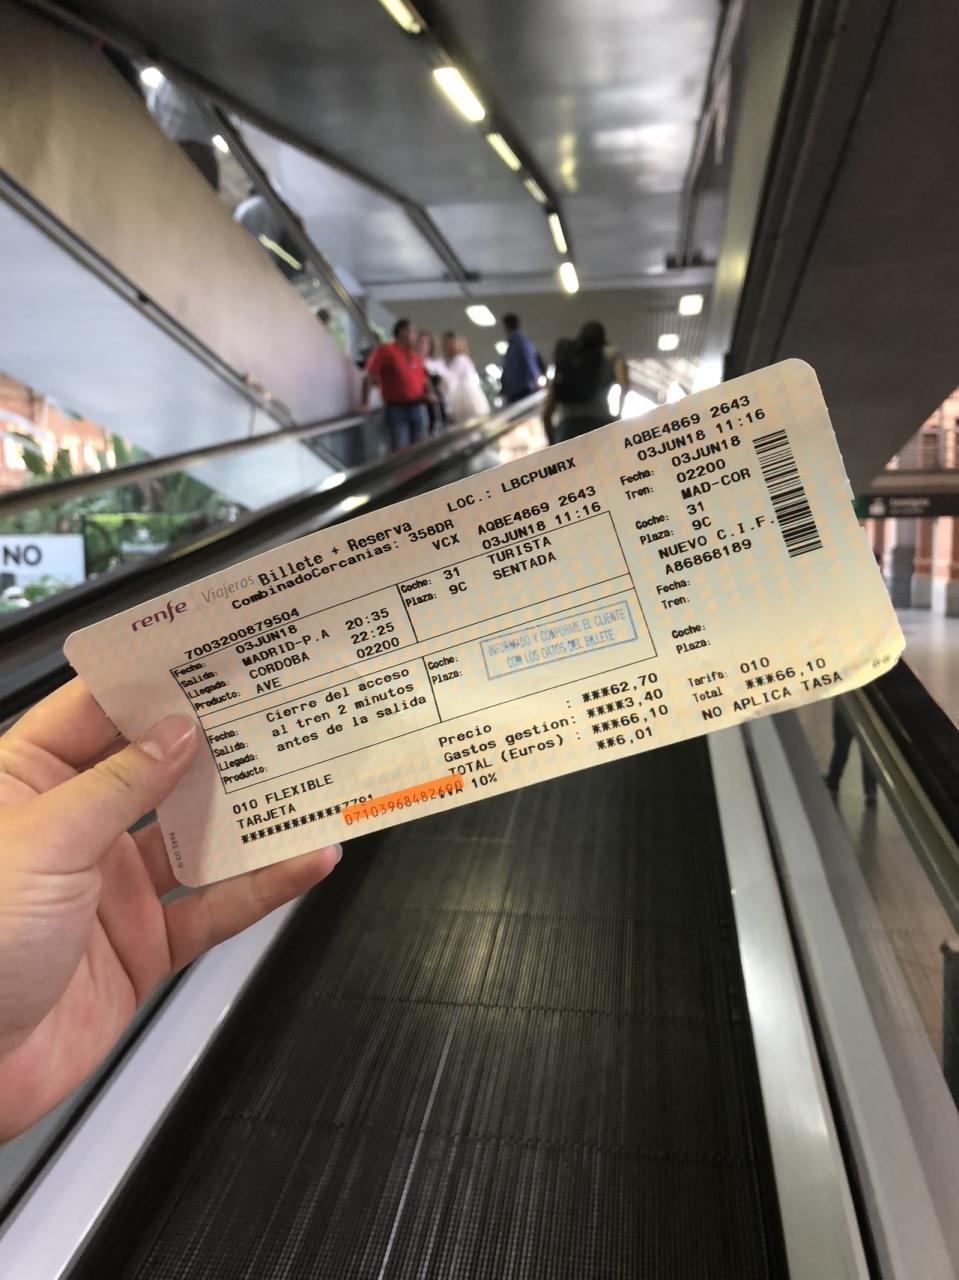 NO
renfe Viajeros Billete + Reserva LOC.: LBCPUMRX
CombinadoCercanias: 358DR
VCX
AQBE4869 2643
03JUN18 11:16
7003200879504
Fecha: 03JUN18
Salida: MADRID-P.A 20:35
Llegada: CORDOBA 22:25
Producto: AVE 02200
Coche: 31 TURISTA
Plaza: 9C SENTADA
Fecha:
Salida:
Llegada:
Producto:
Cierre del acceso
al tren 2 minutos
antes de la salida
Coche:
Plaza:
INFORMADO Y CONFORME EL CLIENTE
CON LOS DATOS DEL BILLETE
010 FLEXIBLE
TARJETA
************7791
07103968482600
Precio : ***62,70
Gastos gestion: ****3,40
TOTAL (Euros) : ***66,10
IVA 10% **6,01
AQBE4869 2643
03JUN18 11:16
Fecha: 03JUN18
Tren: 02200
MAD-COR
Coche: 31
Plaza: 9C
NUEVO C.I.F.
A86868189
Fecha:
Tren:
Coche:
Plaza:
Tarifa: 010
Total ***66,10
NO APLICA TASA